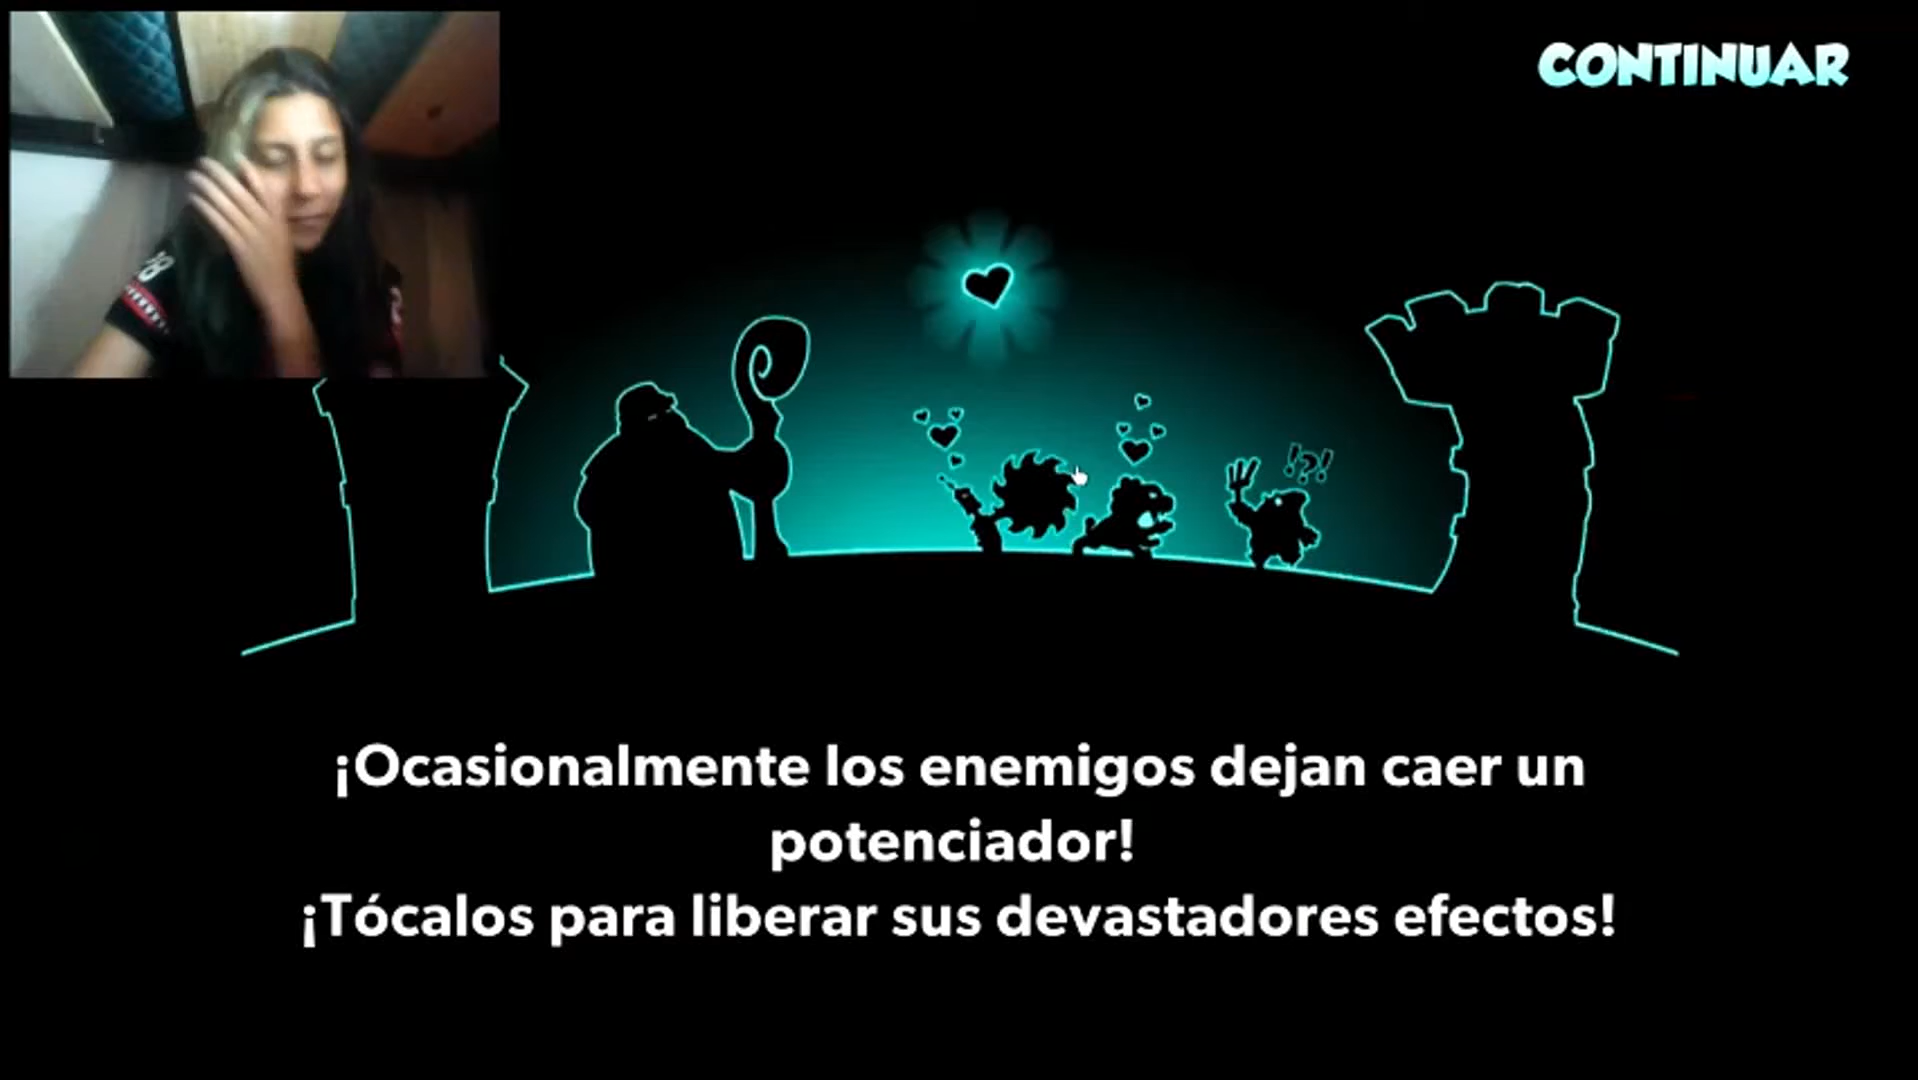 CONTINUAR
!?!
¡Ocasionalmente los enemigos dejan caer un
potenciador!
¡Tócalos para liberar sus devastadores efectos!